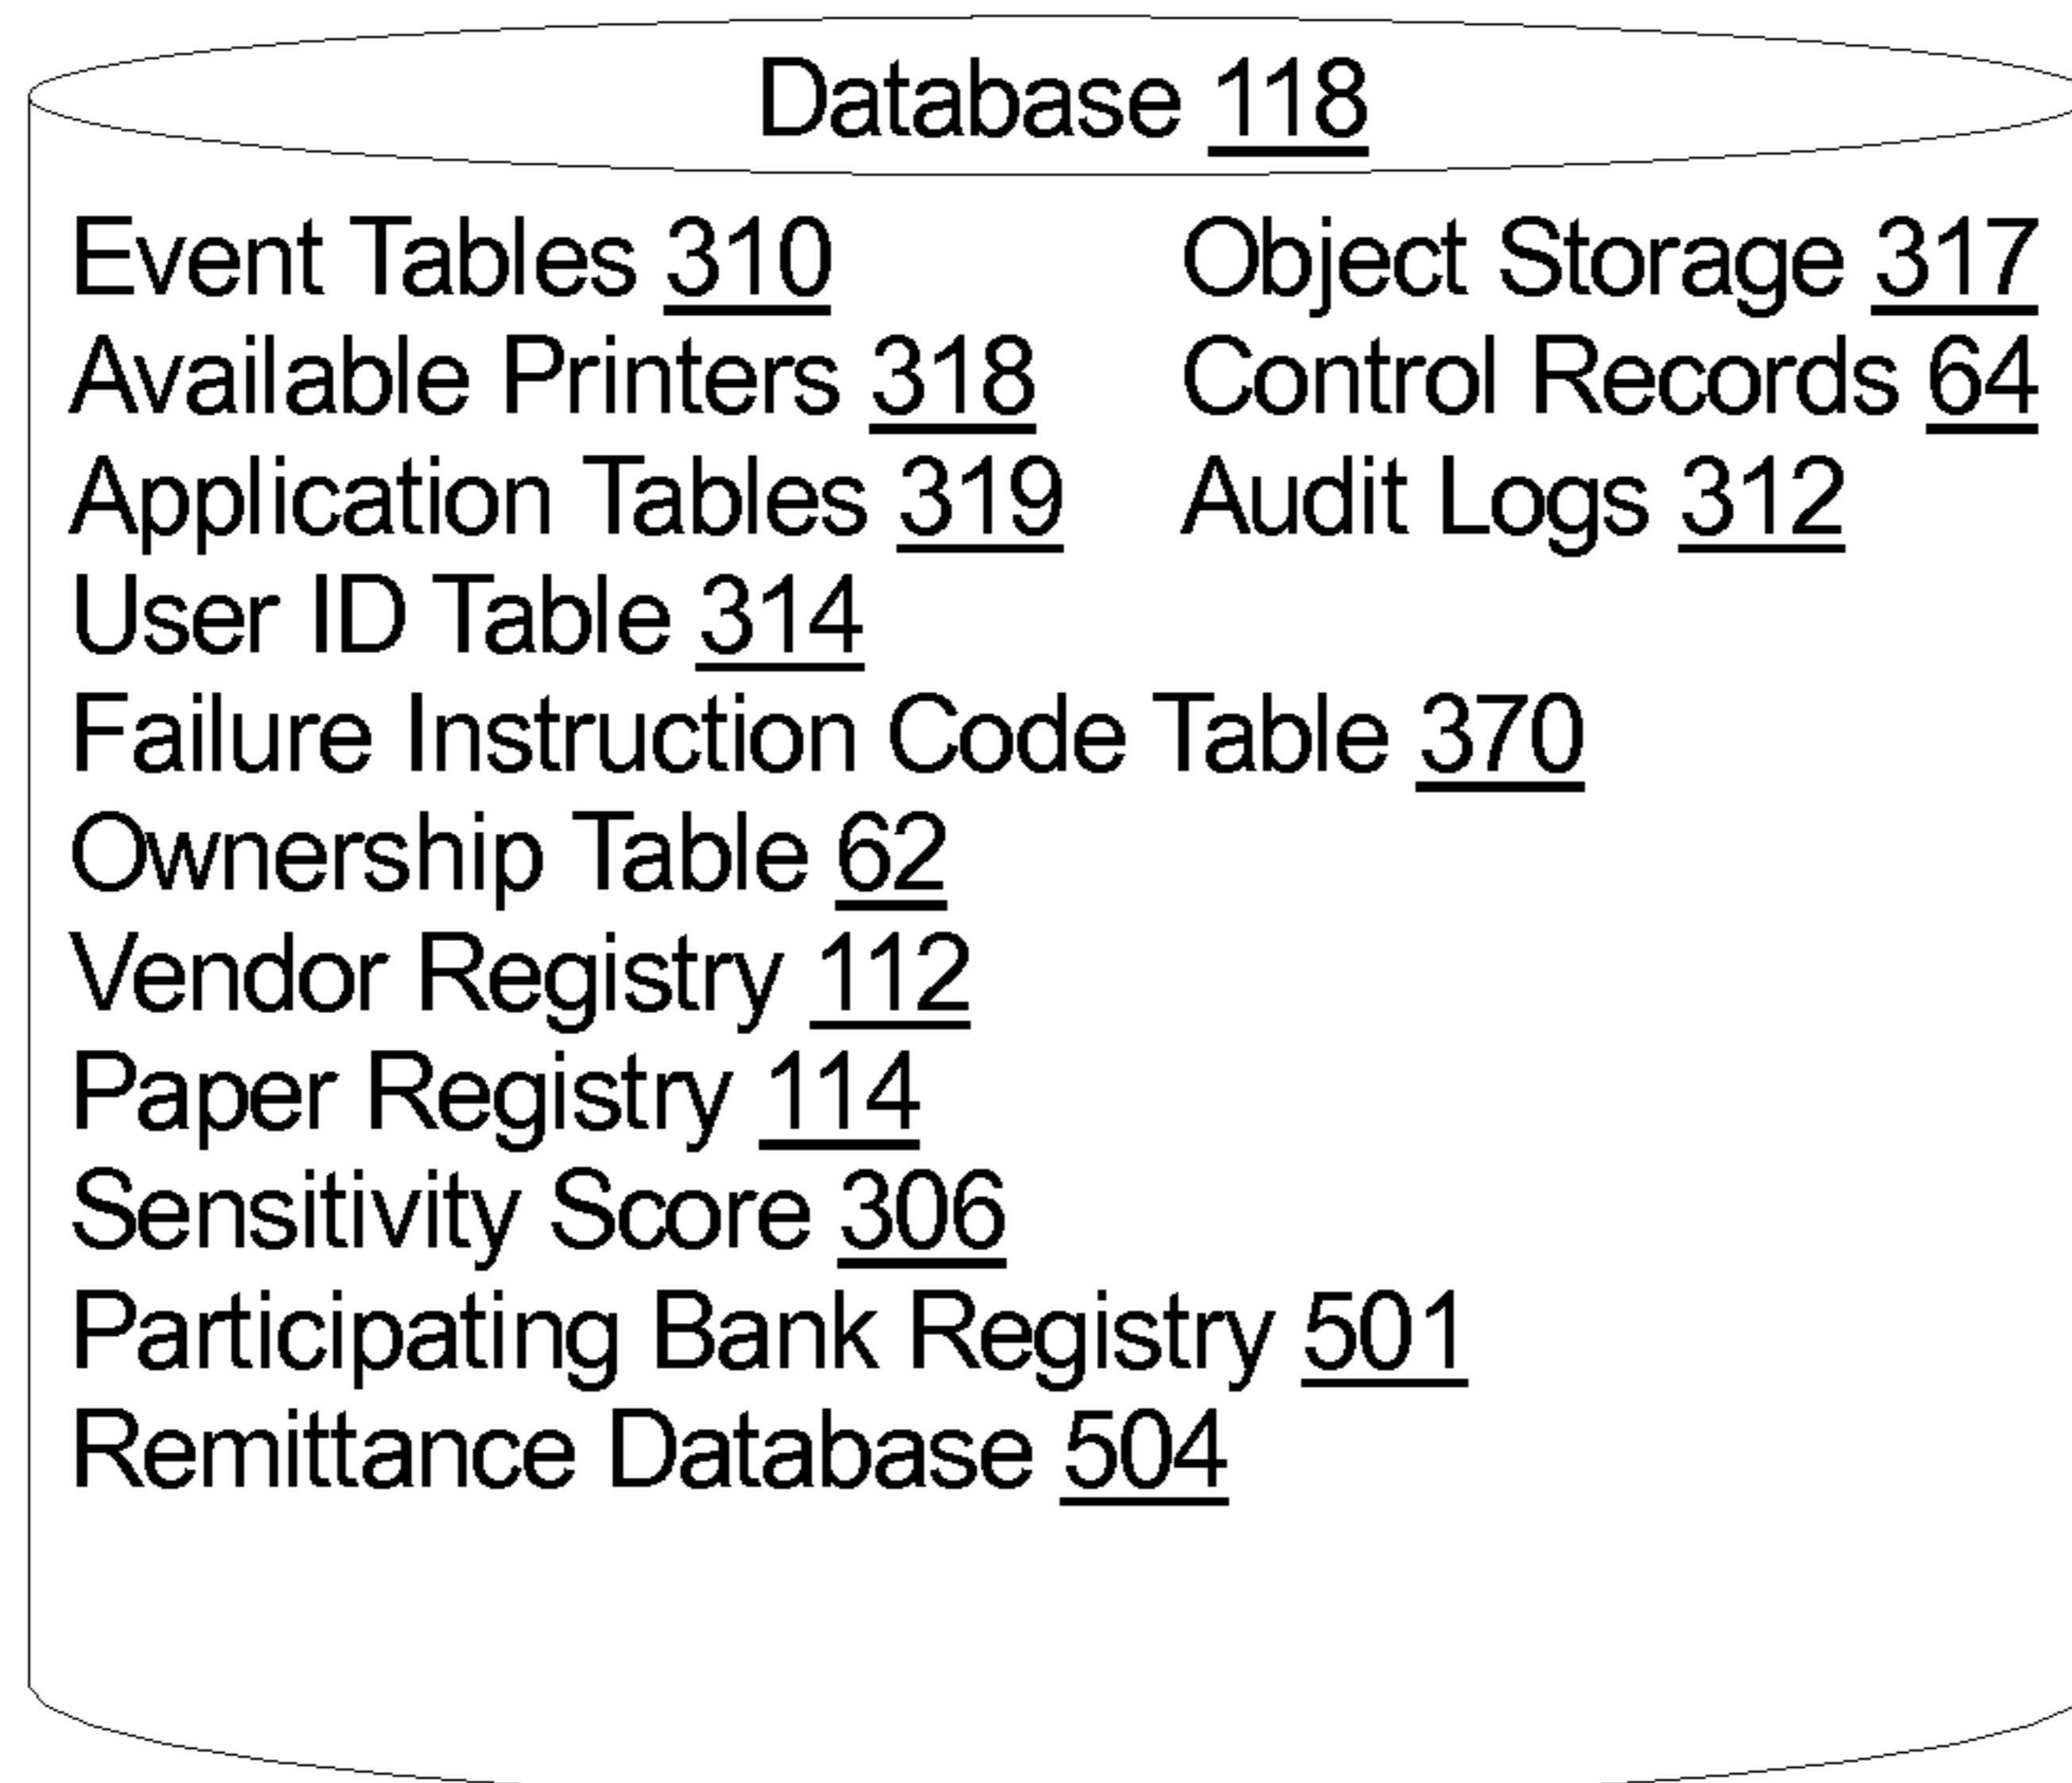 Database 118
Event Tables 310 Object Storage 317
Available Printers 318 Control Records 64
Application Tables 319 Audit Logs 312
User ID Table 314
Failure Instruction Code Table 370
Ownership Table 62
Vendor Registry 112
Paper Registry 114
Sensitivity Score 306
Participating Bank Registry 501
Remittance Database 504